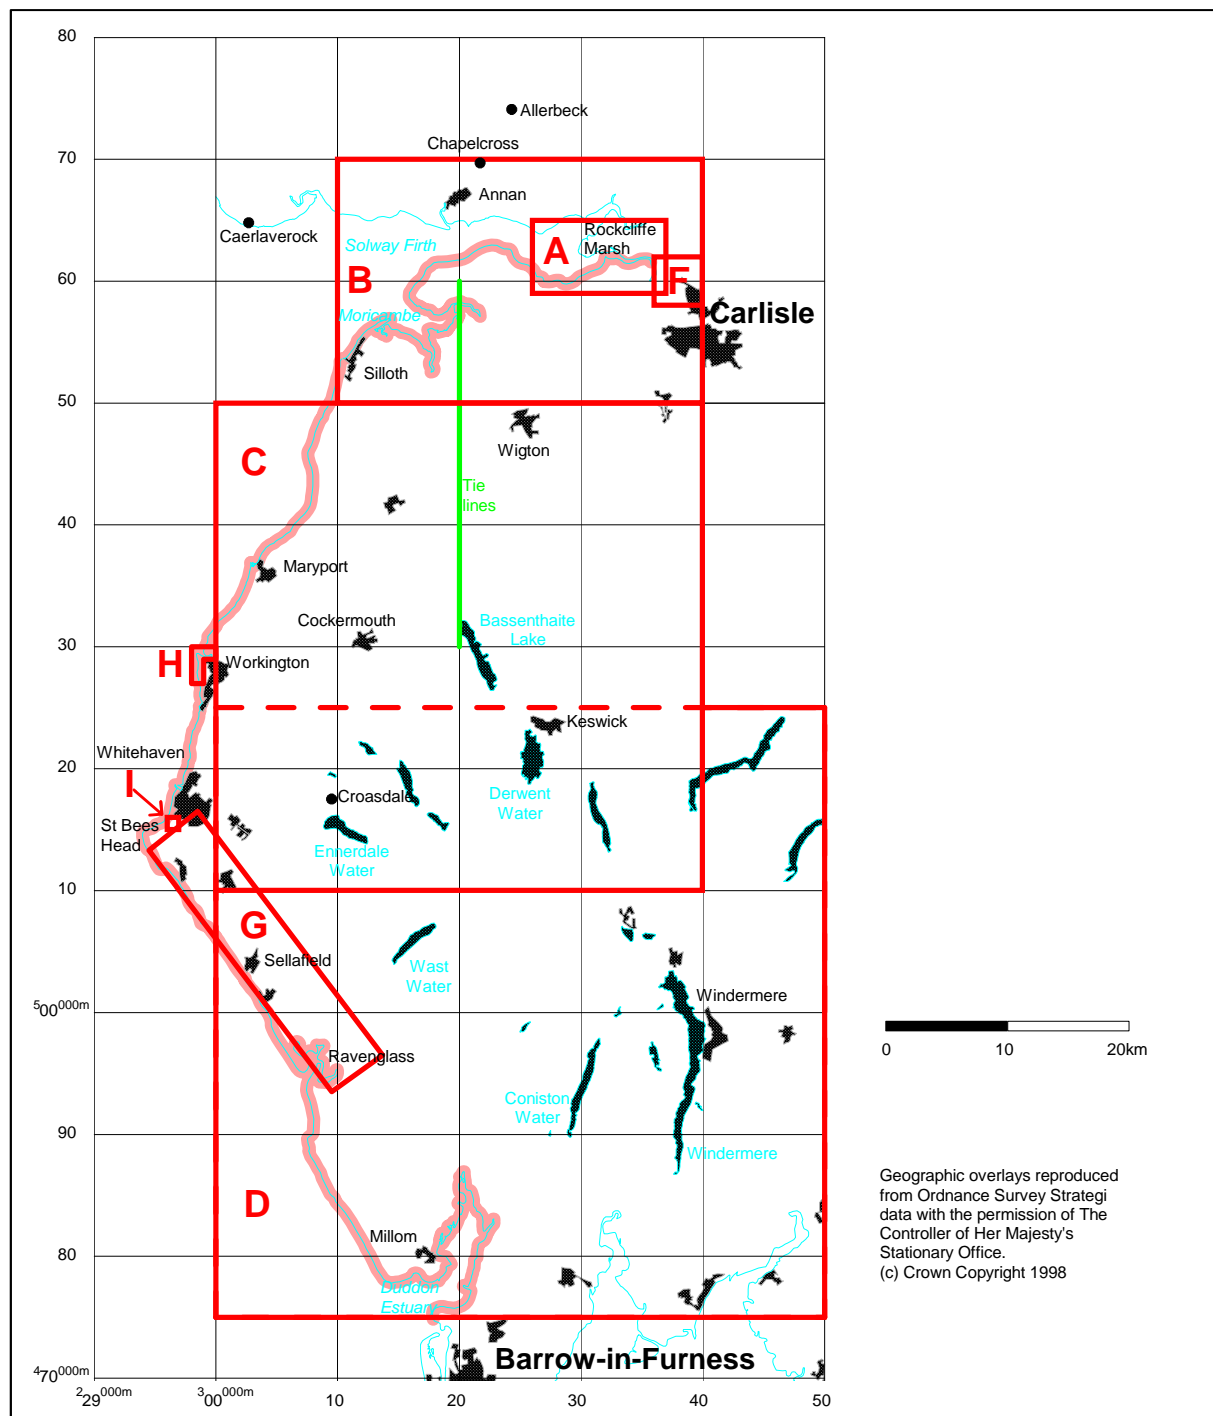 80
Allerbeck
Chapelcross
70
Annan
Caerlaverock
Rockcliffe
Marsh
Solway Firth
A
B
F
60
Moricambe
Carlisle
Silloth
50
C
Wigton
Tie
lines
40
Maryport
Cockermouth
Bassenthaite
Lake
30
H
Workington
Keswick
Whitehaven
20
I
Croasdale
Derwent
Water
St Bees
Head
Ennerdale
Water
10
G
Sellafield
Wast
Water
Windermere
500000m
0
10
20km
Ravenglass
Coniston
Water
90
Windermere
Geographic overlays reproduced
from Ordnance Survey Strategi
data with the permission of The
Controller of Her Majesty's
Stationary Office.
(c) Crown Copyright 1998
D
Millom
80
Duddon
Estuary
Barrow-in-Furness
470000m
229000m
300000m
10
20
30
40
50